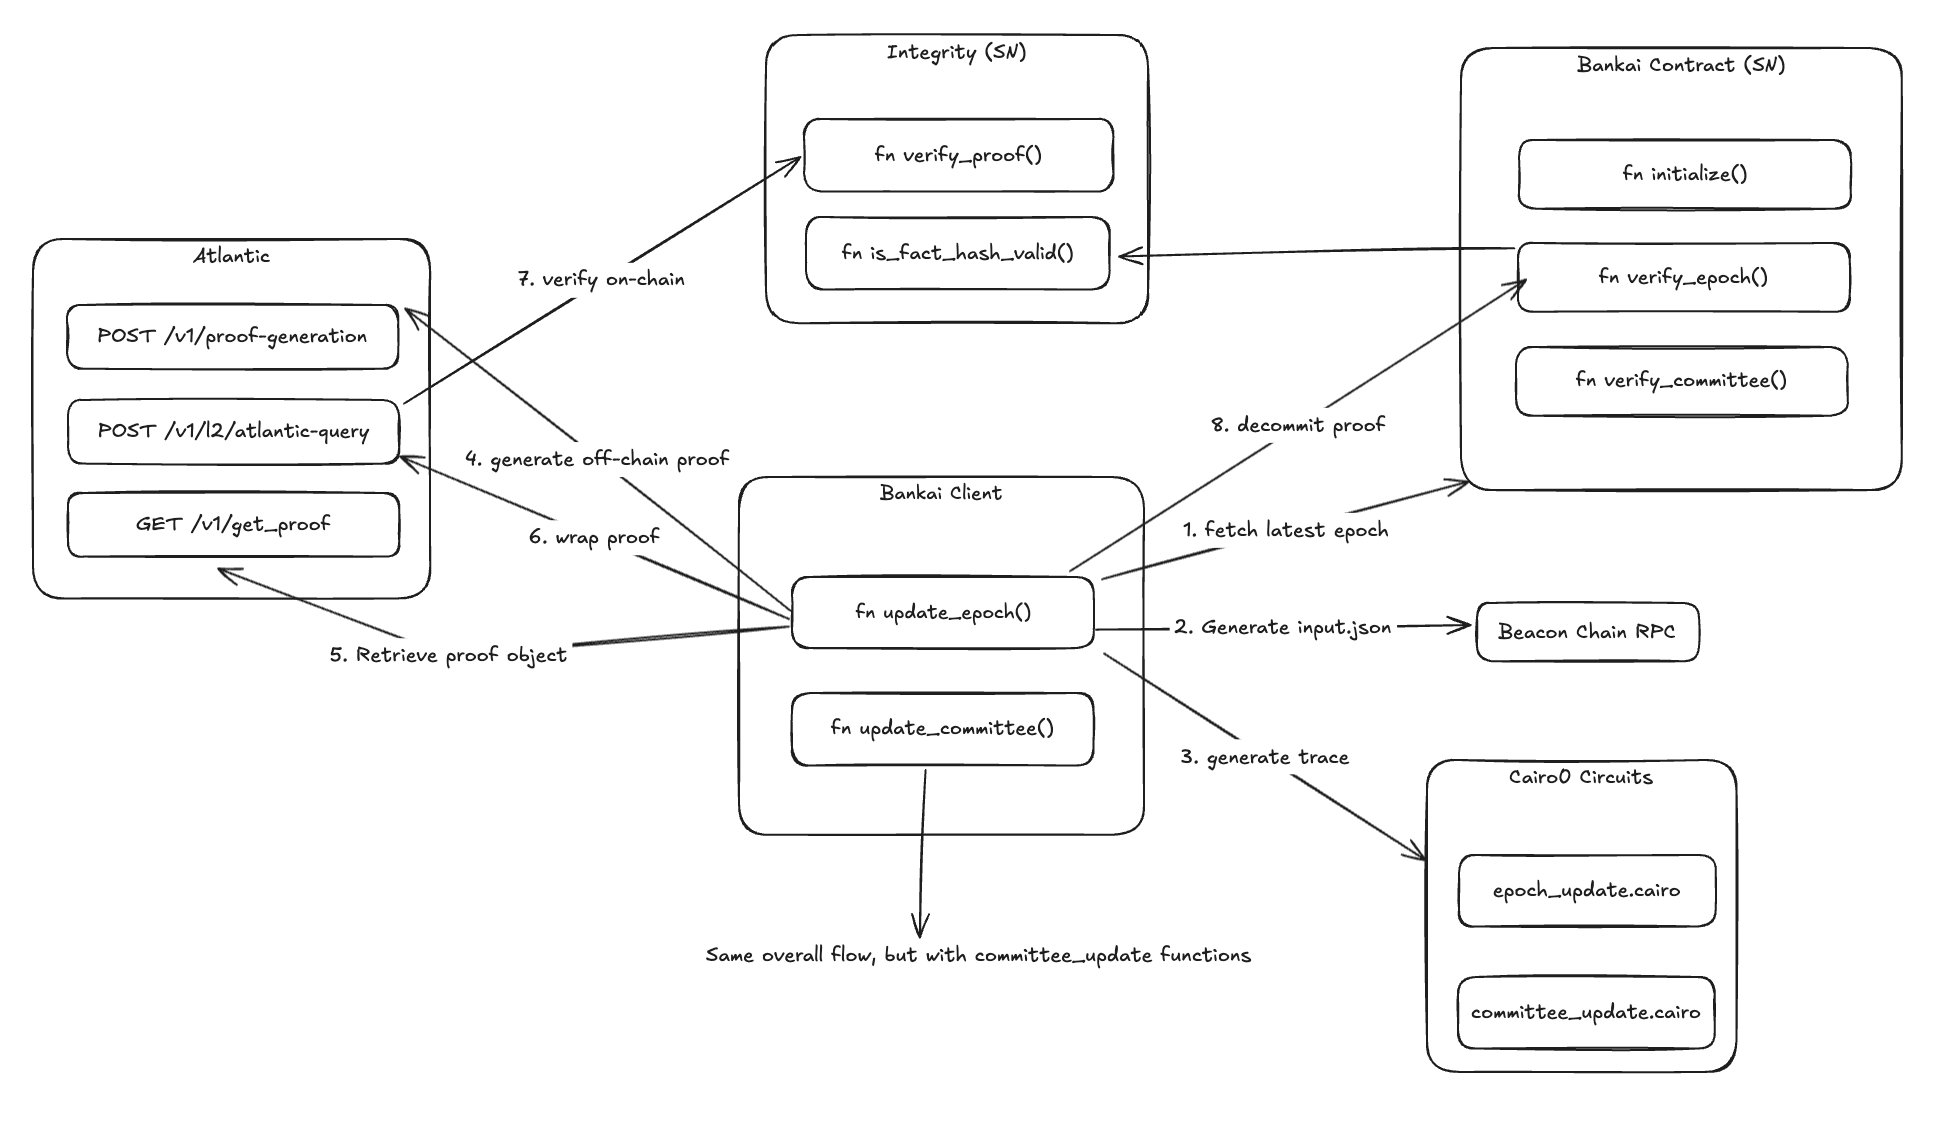 Integrity (SN)
fn verify_proof()
fn is_fact_hash_valid()
Bankai Contract (SN)
fn initialize()
fn verify_epoch()
fn verify_committee()
Atlantic
POST /v1/proof-generation
POST /v1/l2/atlantic-query
GET /v1/get_proof
7. verify on-chain
4. generate off-chain proof
6. wrap proof
5. Retrieve proof object
8. decommit proof
1. fetch latest epoch
2. Generate input.json
3. generate trace
Bankai Client
fn update_epoch()
fn update_committee()
Beacon Chain RPC
Cairo0 Circuits
epoch_update.cairo
committee_update.cairo
Same overall flow, but with committee_update functions